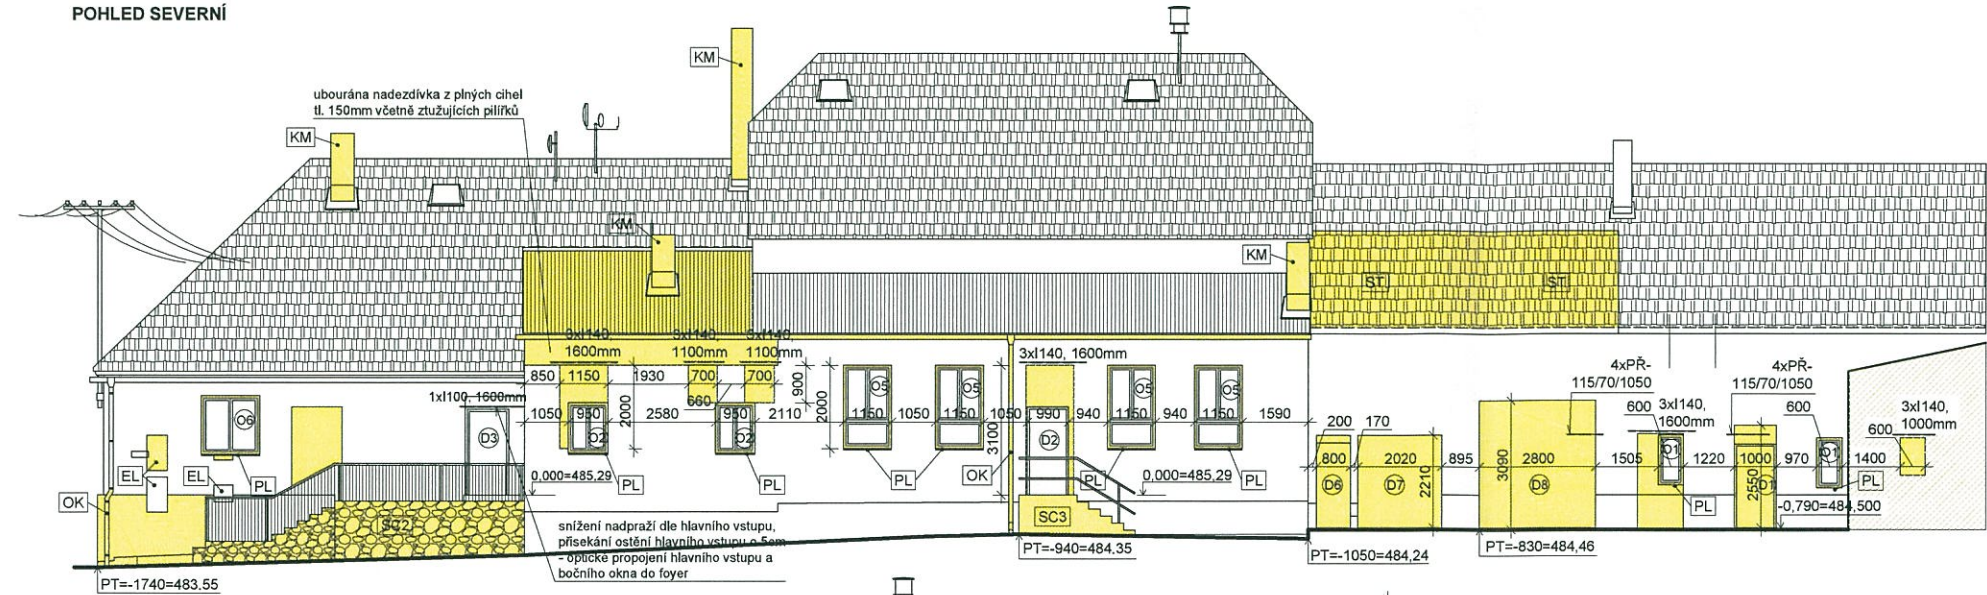 POHLED SEVERNÍ
KM
ubourána nadezdívka z plných cihel
tl. 150mm včetně ztužujících pilířků
KM
KM
KM
ST
ST
3xI140,
1600mm
3xI140,
1100mm
3xI140,
1100mm
3xI140, 1600mm
850
1150
1930
700
700
900
660
2000
2000
1xI100, 1600mm
1050
950
2580
950
2110
1150
1050
1150
1050
990
940
1150
940
1150
1590
3100
O6
D3
O2
O2
O5
O5
D2
O5
O5
EL
EL
PL
PL
PL
PL
OK
PL
PL
OK
0,000=485,29
0,000=485,29
SC2
SC3
snížení nadpraží dle hlavního vstupu,
přisekání ostění hlavního vstupu o 5cm
- optické propojení hlavního vstupu a
bočního okna do foyer
4xPŘ-
115/70/1050
4xPŘ-
115/70/1050
600
3xI140,
1600mm
600
3xI140,
1000mm
600
200
170
800
2020
895
2800
1505
1220
1000
970
1400
2210
3090
2550
D6
D7
D8
O1
D1
O1
PL
PL
-0,790=484,500
PT=-1740=483.55
PT=-940=484.35
PT=-1050=484,24
PT=-830=484,46